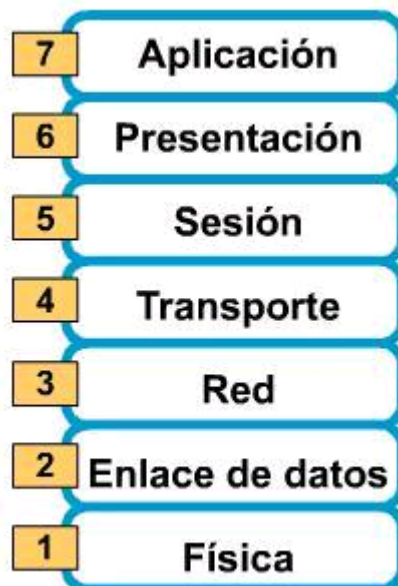 7 Aplicación
6 Presentación
5 Sesión
4 Transporte
3 Red
2 Enlace de datos
1 Física